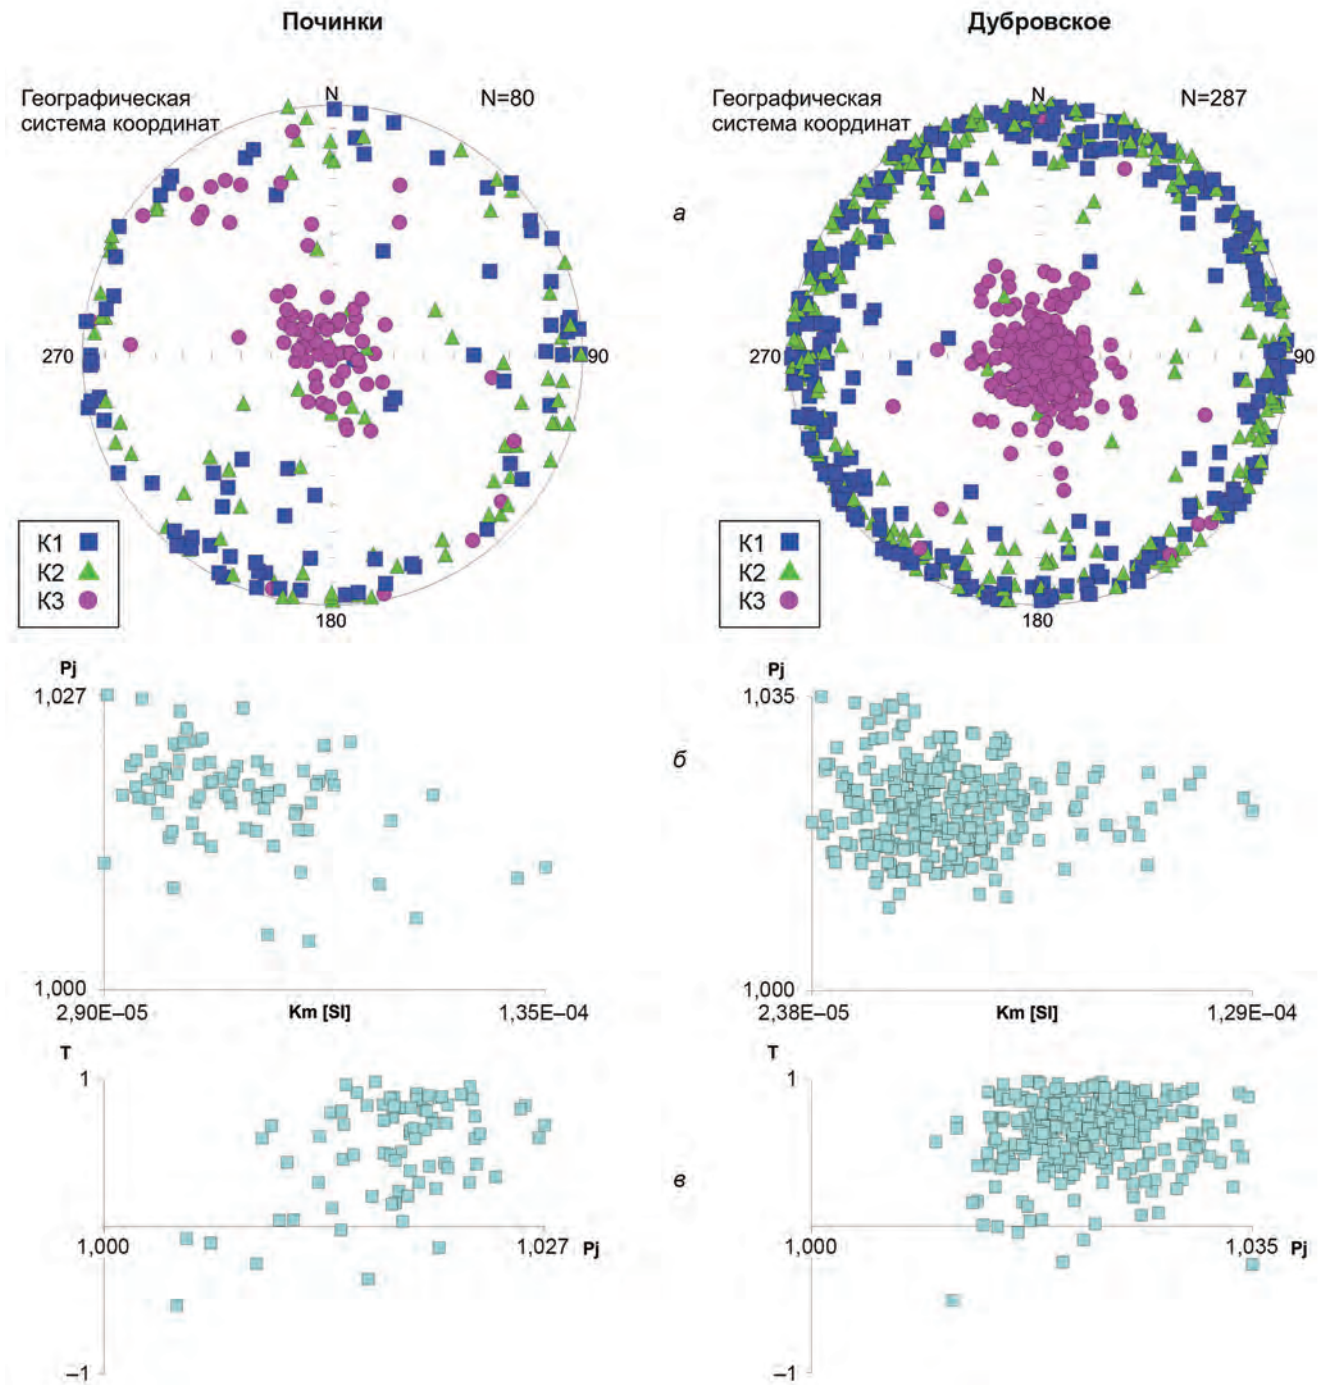 Починки
Дубровское
Географическая
система координат
N
N=80
270
90
180
К1
К2
К3
Географическая
система координат
N
N=287
270
90
180
К1
К2
К3
а
Pj
1,027
1,000
2,90E–05
Km [SI]
1,35E–04
Pj
1,035
1,000
2,38E–05
Km [SI]
1,29E–04
б
T
1
1,000
1,027
Pj
–1
T
1
1,000
1,035
Pj
–1
в